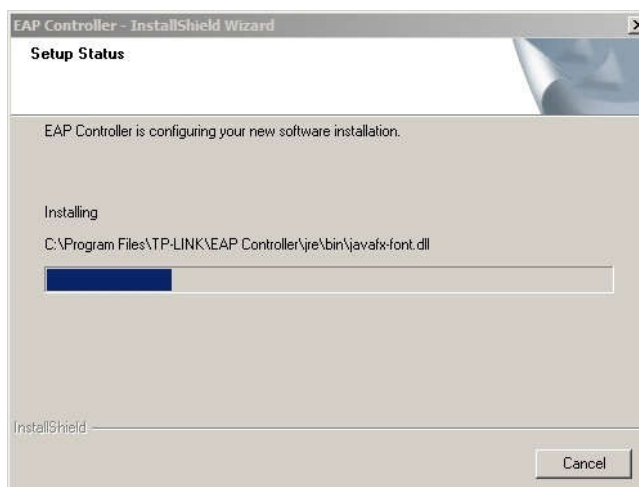 EAP Controller - InstallShield Wizard
Setup Status
EAP Controller is configuring your new software installation.
Installing
C:\Program Files\TP-LINK\EAP Controller\jre\bin\javafx-font.dll
InstallShield
Cancel